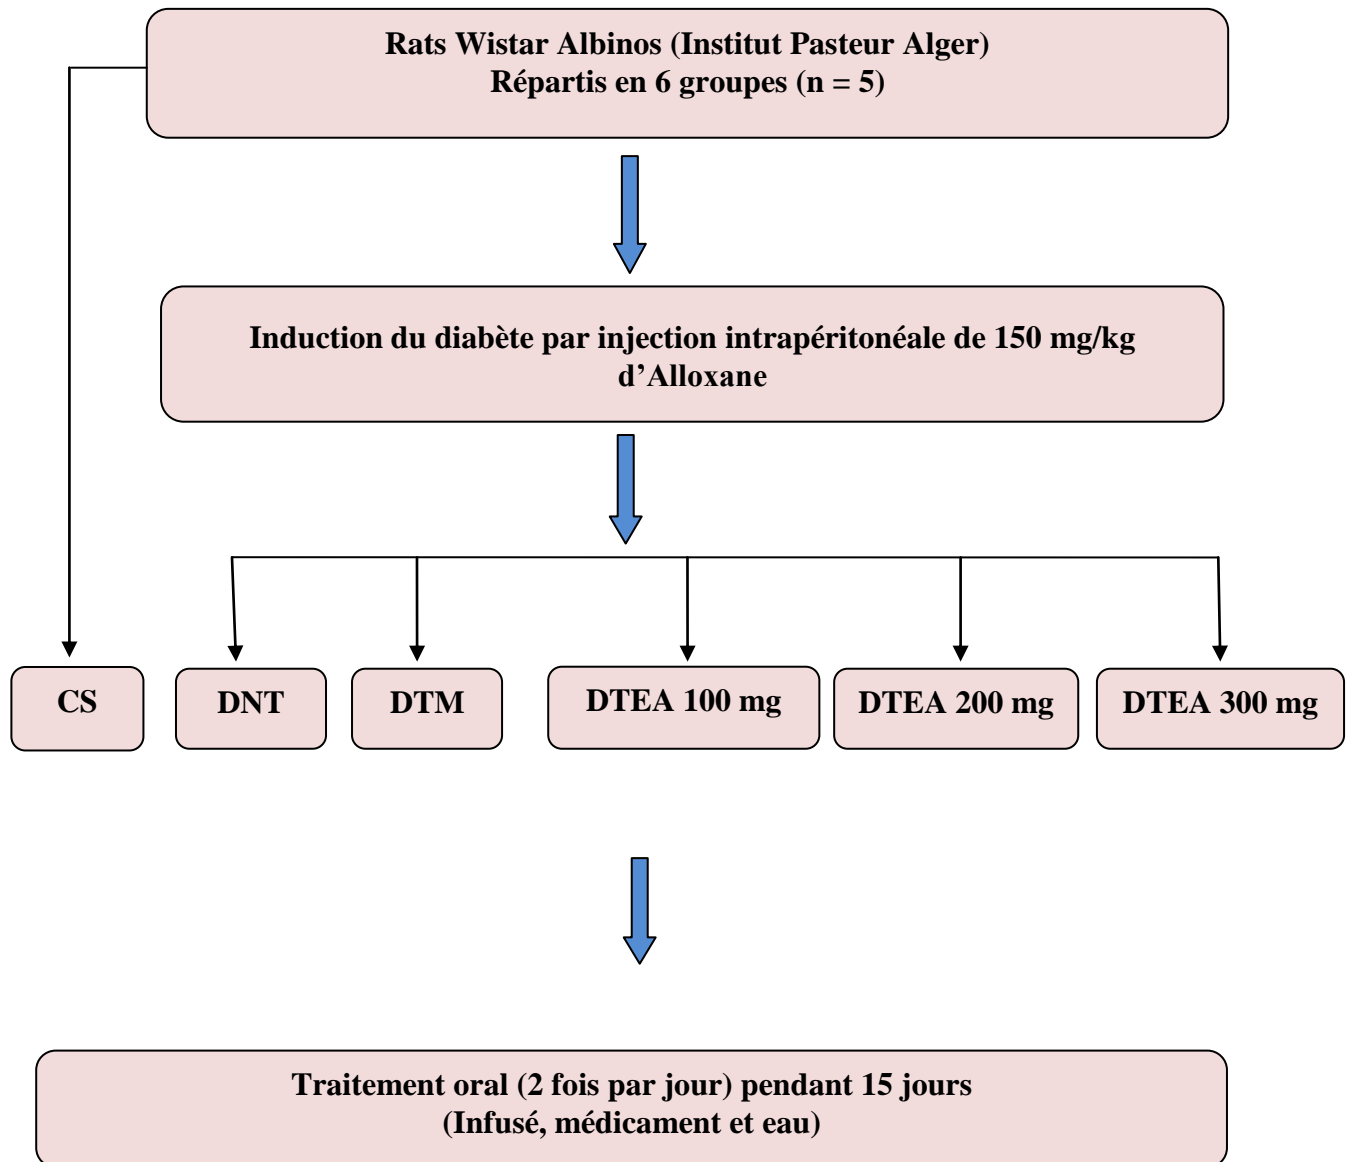 Rats Wistar Albinos (Institut Pasteur Alger)
Répartis en 6 groupes (n = 5)
Induction du diabète par injection intrapéritonéale de 150 mg/kg
d’Alloxane
CS
DNT
DTM
DTEA 100 mg
DTEA 200 mg
DTEA 300 mg
Traitement oral (2 fois par jour) pendant 15 jours
(Infusé, médicament et eau)